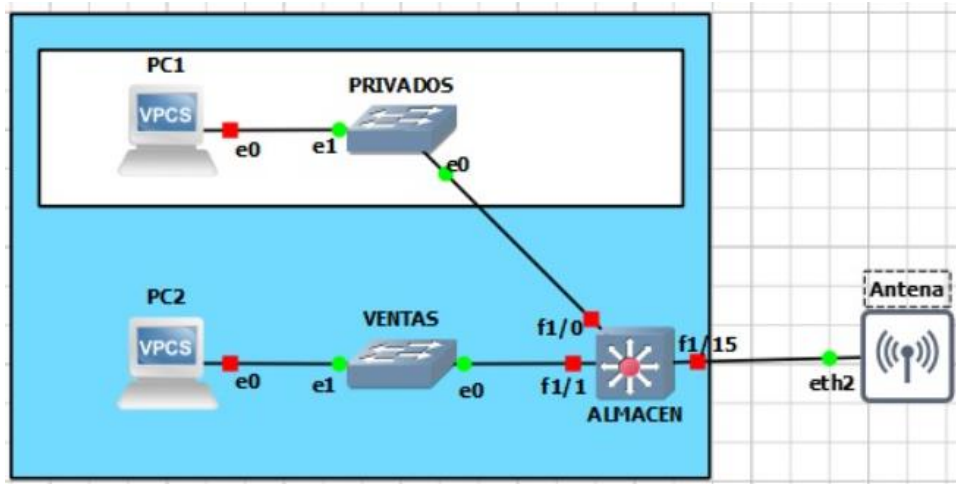 PC1
PRIVADOS
VPCS
e0
e1
e0
PC2
VENTAS
Antena
f1/0
f1/15
VPCS
e0
e1
e0
f1/1
eth2
ALMACEN